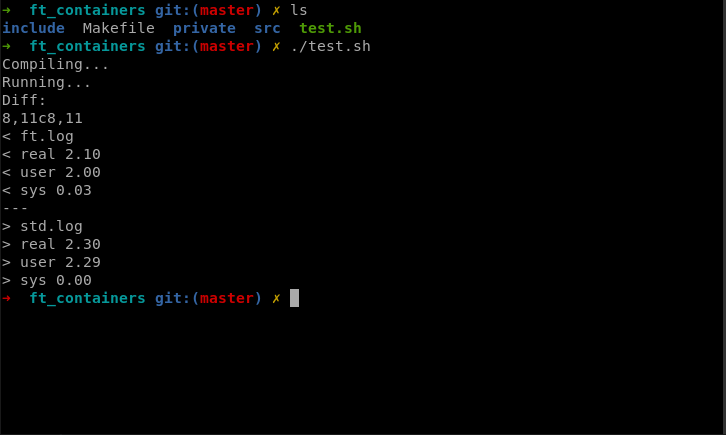 ➜  ft_containers git:(master) ✗ ls
include  Makefile  private  src  test.sh
➜  ft_containers git:(master) ✗ ./test.sh
Compiling...
Running...
Diff:
8,11c8,11
< ft.log
< real 2.10
< user 2.00
< sys 0.03
---
> std.log
> real 2.30
> user 2.29
> sys 0.00
➜  ft_containers git:(master) ✗